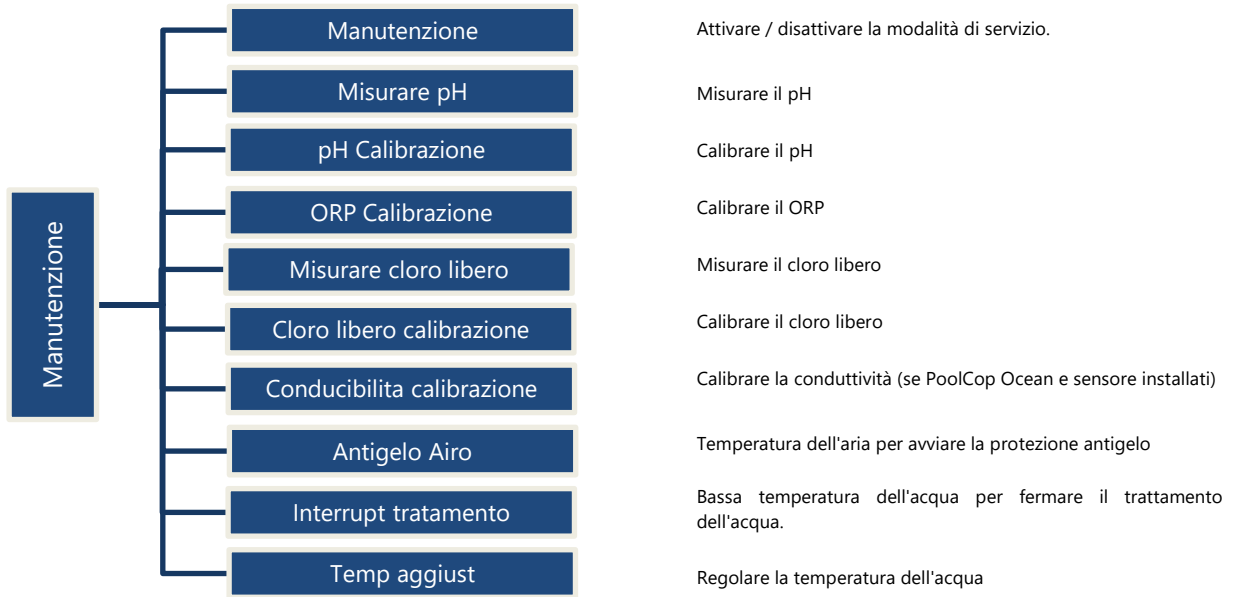 Manutenzione
Manutenzione
Attivare / disattivare la modalità di servizio.
Misurare pH
Misurare il pH
pH Calibrazione
Calibrare il pH
ORP Calibrazione
Calibrare il ORP
Misurare cloro libero
Misurare il cloro libero
Cloro libero calibrazione
Calibrare il cloro libero
Conducibilita calibrazione
Calibrare la conduttività (se PoolCop Ocean e sensore installati)
Antigelo Airo
Temperatura dell'aria per avviare la protezione antigelo
Interrupt tratamento
Bassa temperatura dell'acqua per fermare il trattamento
dell'acqua.
Temp aggiust
Regolare la temperatura dell'acqua